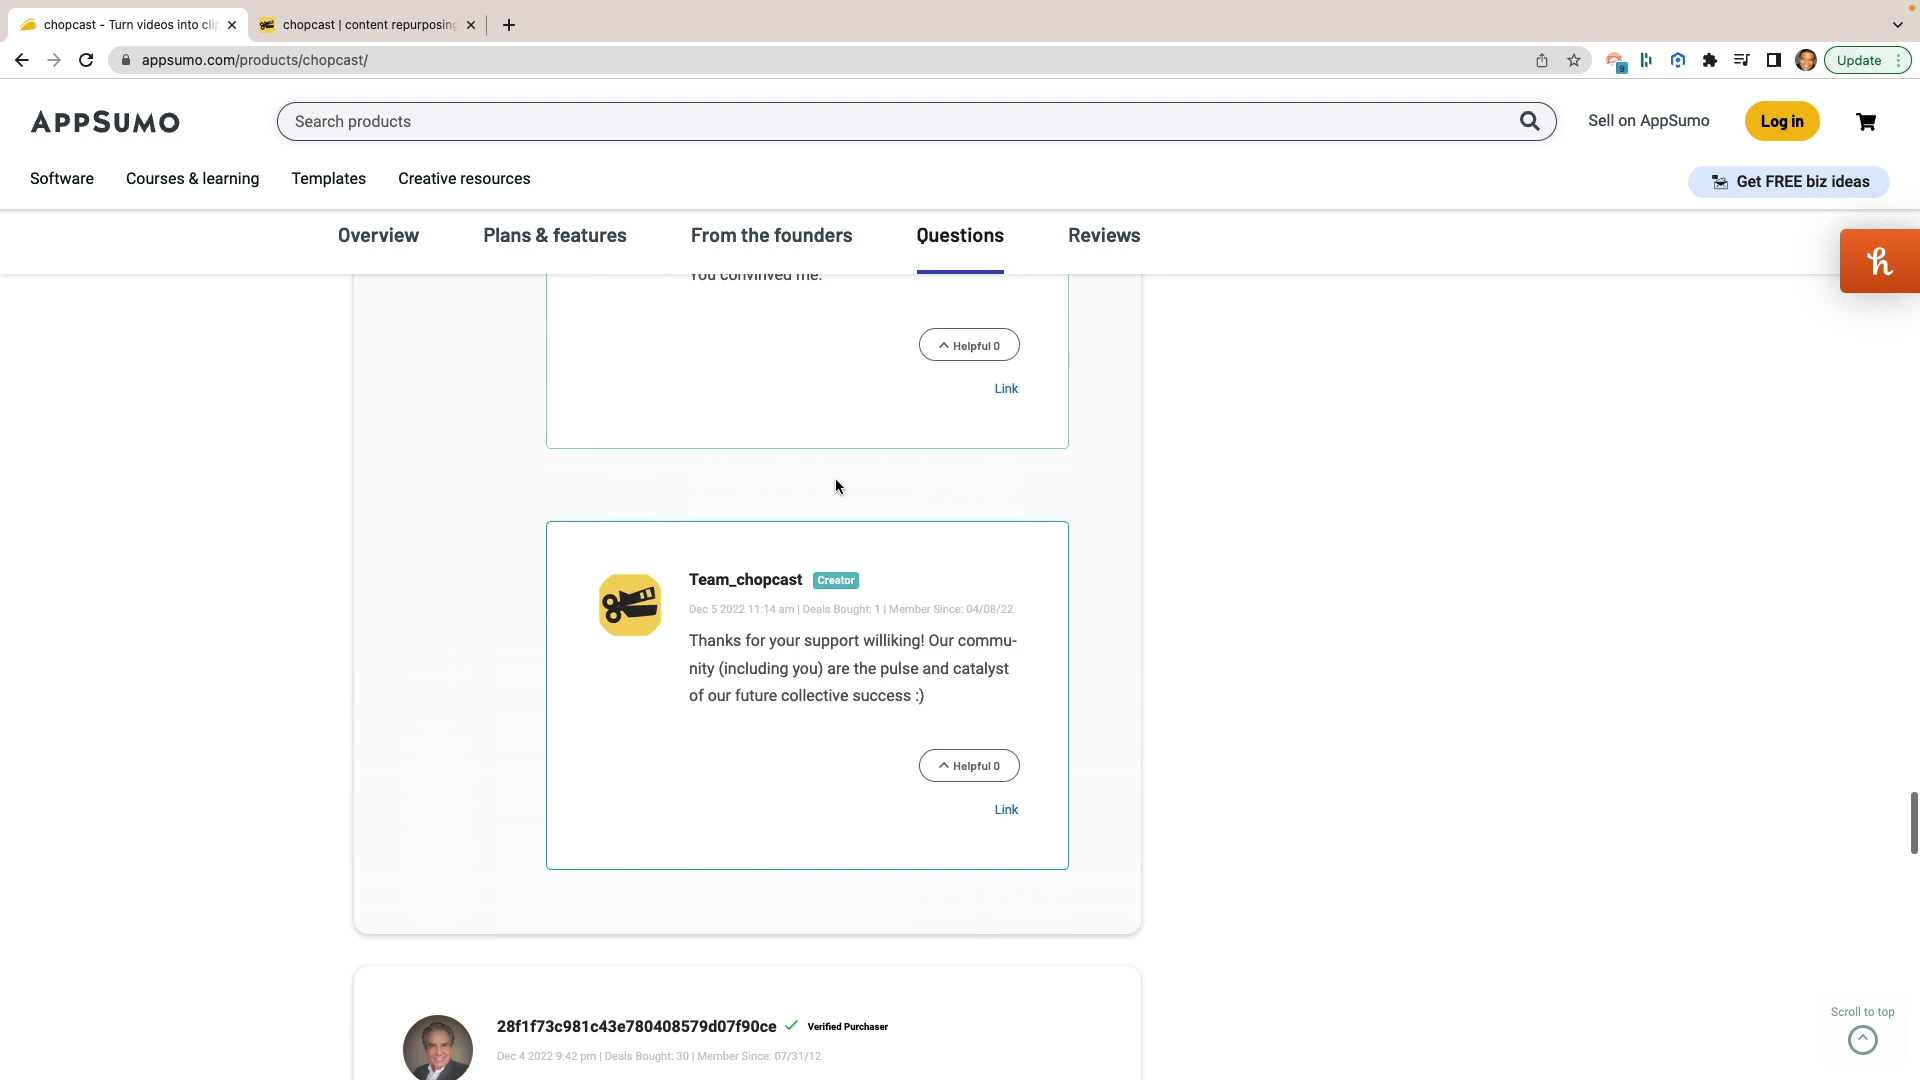 chopcast - Turn videos into cli
chopcast | content repurposing
appsumo.com/products/chopcast/
9
Update
APPSUMO
Search products
Sell on AppSumo
Log in
Software
Courses & learning
Templates
Creative resources
Get FREE biz ideas
Overview
Plans & features
From the founders
Questions
Reviews
You convinved me.
Helpful 0
Link
Team_chopcast Creator
Dec 5 2022 11:14 am | Deals Bought: 1 | Member Since: 04/08/22
Thanks for your support williking! Our commu-
nity (including you) are the pulse and catalyst
of our future collective success :)
Helpful 0
Link
28f1f73c981c43e780408579d07f90ce Verified Purchaser
Dec 4 2022 9:42 pm | Deals Bought: 30 | Member Since: 07/31/12
Scroll to top